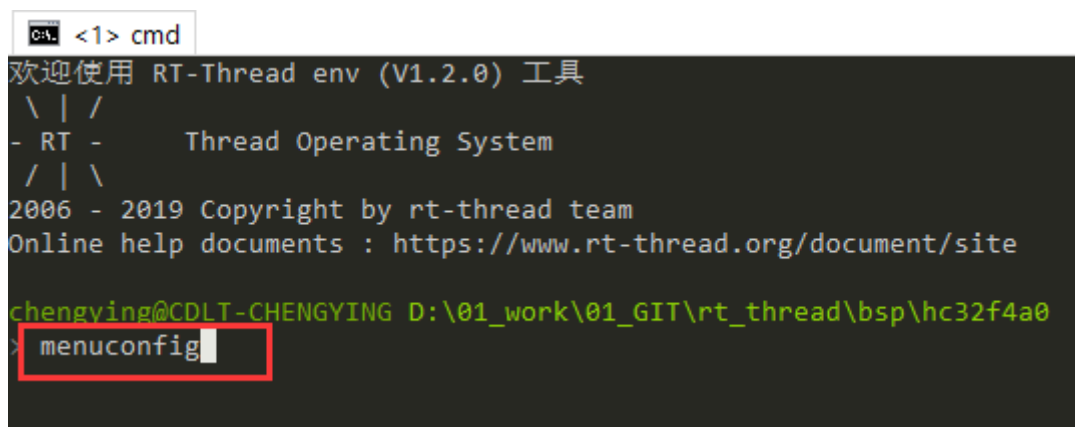 <1> cmd
欢迎使用 RT-Thread env (V1.2.0) 工具
\ | /
- RT -     Thread Operating System
/ | \
2006 - 2019 Copyright by rt-thread team
Online help documents : https://www.rt-thread.org/document/site
chengying@CDLT-CHENGYING D:\01_work\01_GIT\rt_thread\bsp\hc32f4a0
> menuconfig